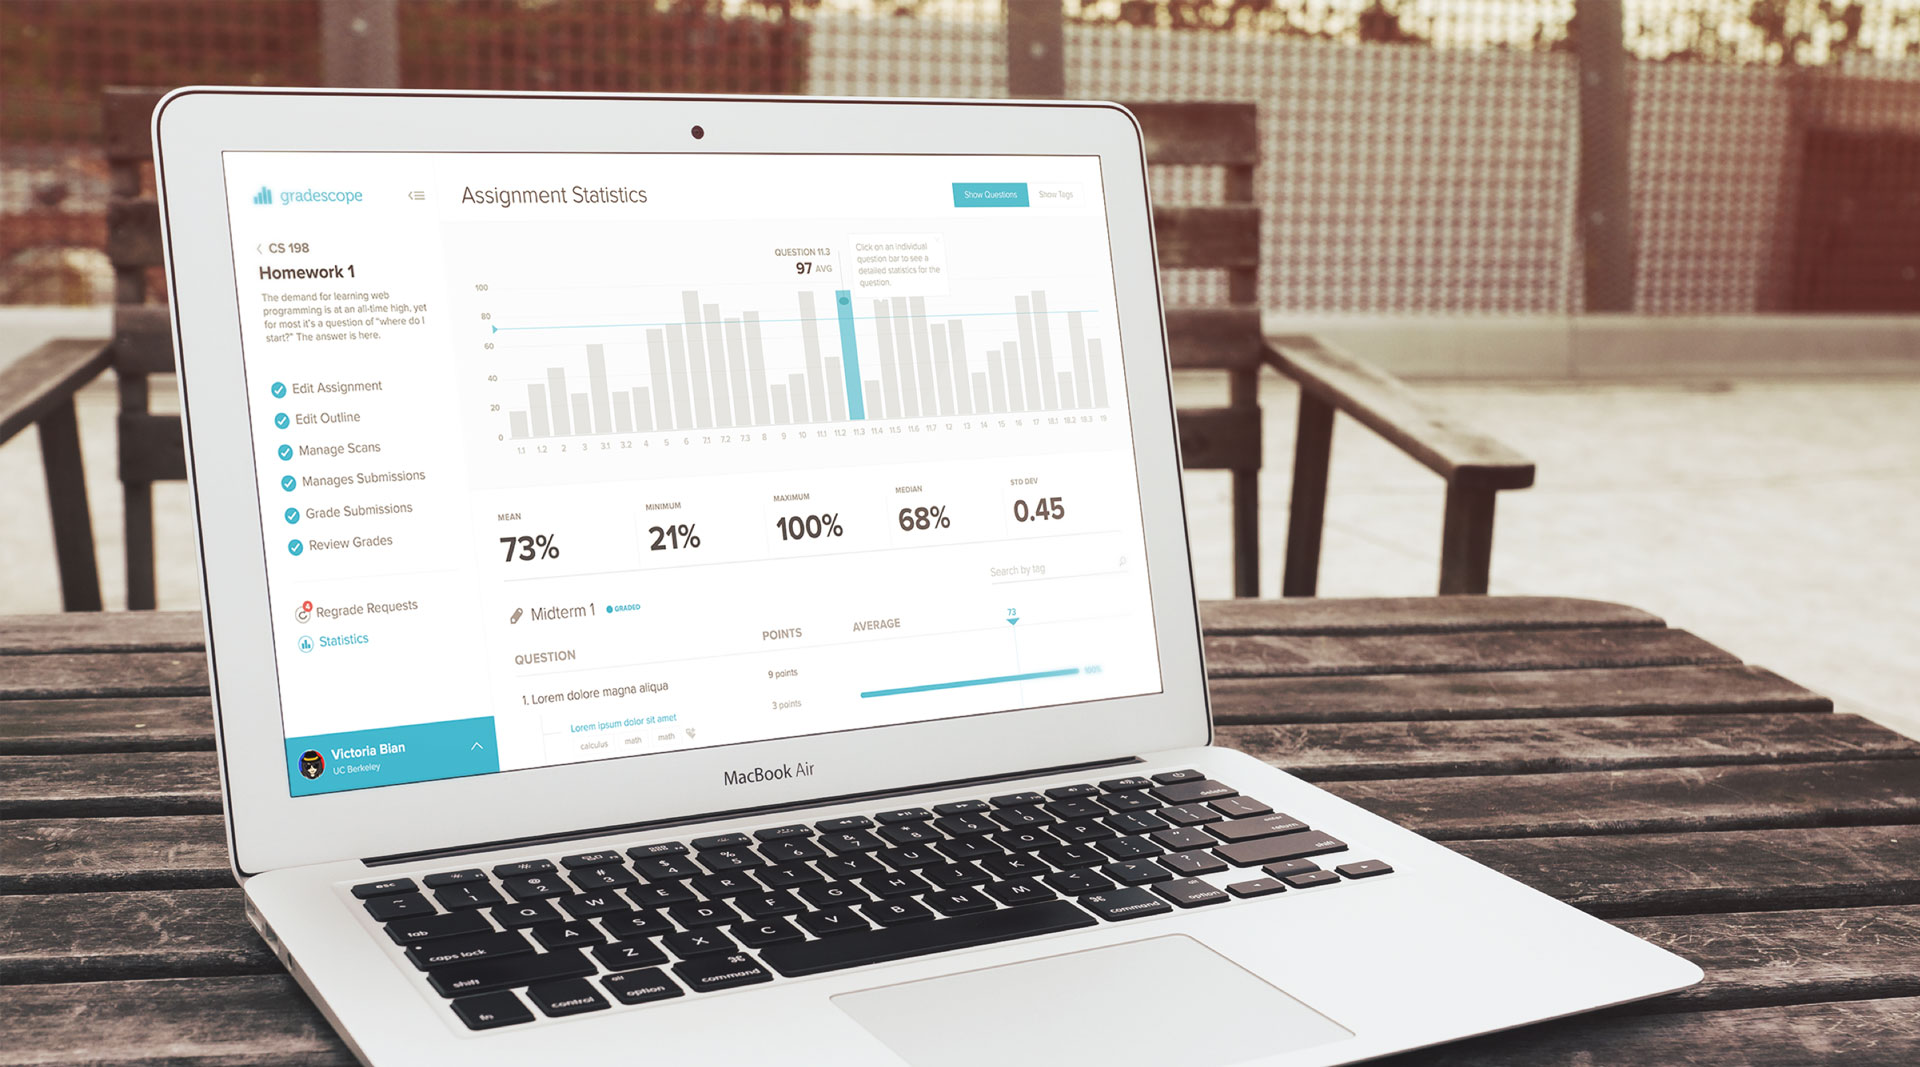 gradescope
CS 198
Homework 1
The demand for learning web
programming is at an all-time high, yet
for most it's a question of "where do I
start?" The answer is here.
Edit Assignment
Edit Outline
Manage Scans
Manages Submissions
Grade Submissions
Review Grades
4
Regrade Requests
Statistics
Victoria Bian
UC Berkeley
Assignment Statistics
Show Questions
Show Tags
QUESTION 11.3
97 AVG
Click on an individual
question bar to see a
detailed statistics for the
question.
100
80
60
40
20
0
1.1 1.2 2 3 3.1 3.2 4 5 6 7.1 7.2 7.3 8 9 10 11.1 11.2 11.3 11.4 11.5 11.6 11.7 12 13 14 15 16 17 18.1 18.2 18.3 19
MEAN
73%
MINIMUM
21%
MAXIMUM
100%
MEDIAN
68%
STD DEV
0.45
Search by tag
Midterm 1
GRADED
73
QUESTION
POINTS
AVERAGE
1. Lorem dolore magna aliqua
9 points
Lorem ipsum dolor sit amet
3 points
100%
calculus math math
MacBook Air
esc
delete
Q W E R T Y U I O P
tab
A S D F G H J K L
caps lock
enter
return
Z X C V B N M
shift
shift
fn control alt option command
command alt option